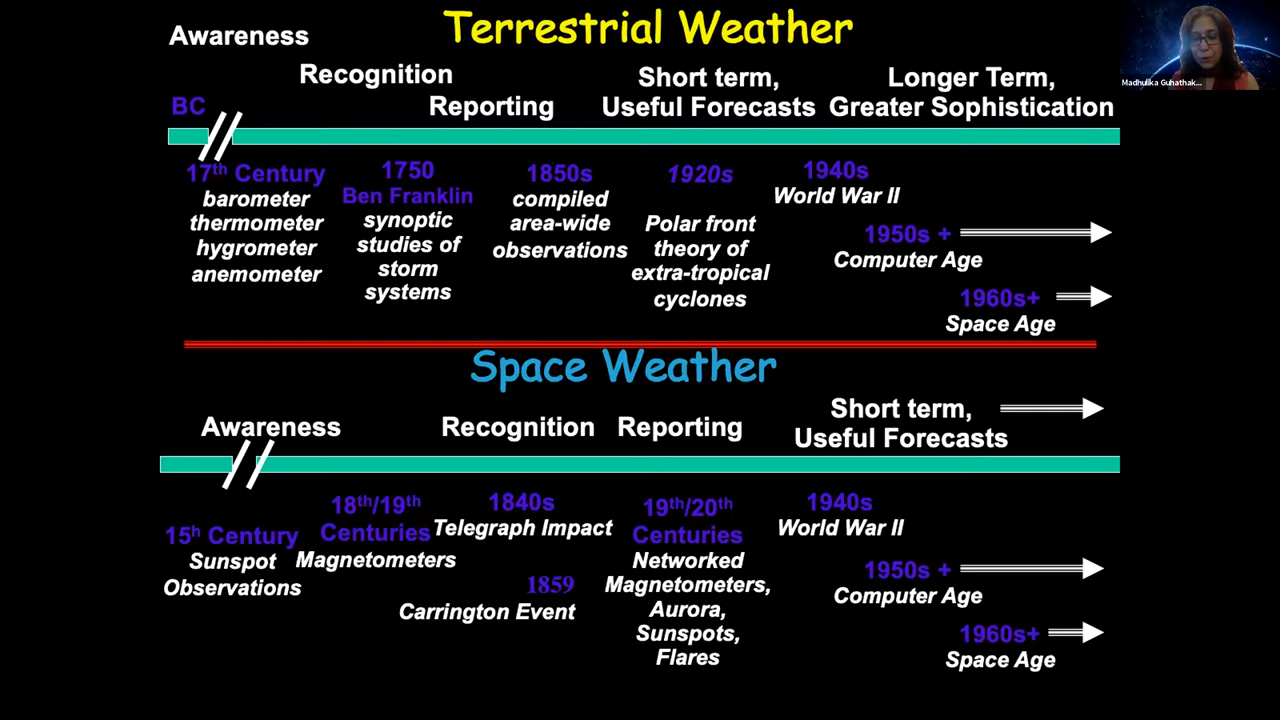 Terrestrial Weather
Awareness
Recognition
Reporting
Short term,
Useful Forecasts
Longer Term,
Greater Sophistication
BC
17th Century
barometer
thermometer
hygrometer
anemometer
1750
Ben Franklin
synoptic
studies of
storm
systems
1850s
compiled
area-wide
observations
1920s
Polar front
theory of
extra-tropical
cyclones
1940s
World War II
1950s +
Computer Age
1960s+
Space Age
Space Weather
Awareness
Recognition
Reporting
Short term,
Useful Forecasts
15h Century
Sunspot
Observations
18th/19th
Centuries
Magnetometers
1840s
Telegraph Impact
1859
Carrington Event
19th/20th
Centuries
Networked
Magnetometers,
Aurora,
Sunspots,
Flares
1940s
World War II
1950s +
Computer Age
1960s+
Space Age
Madhulika Guhathak...